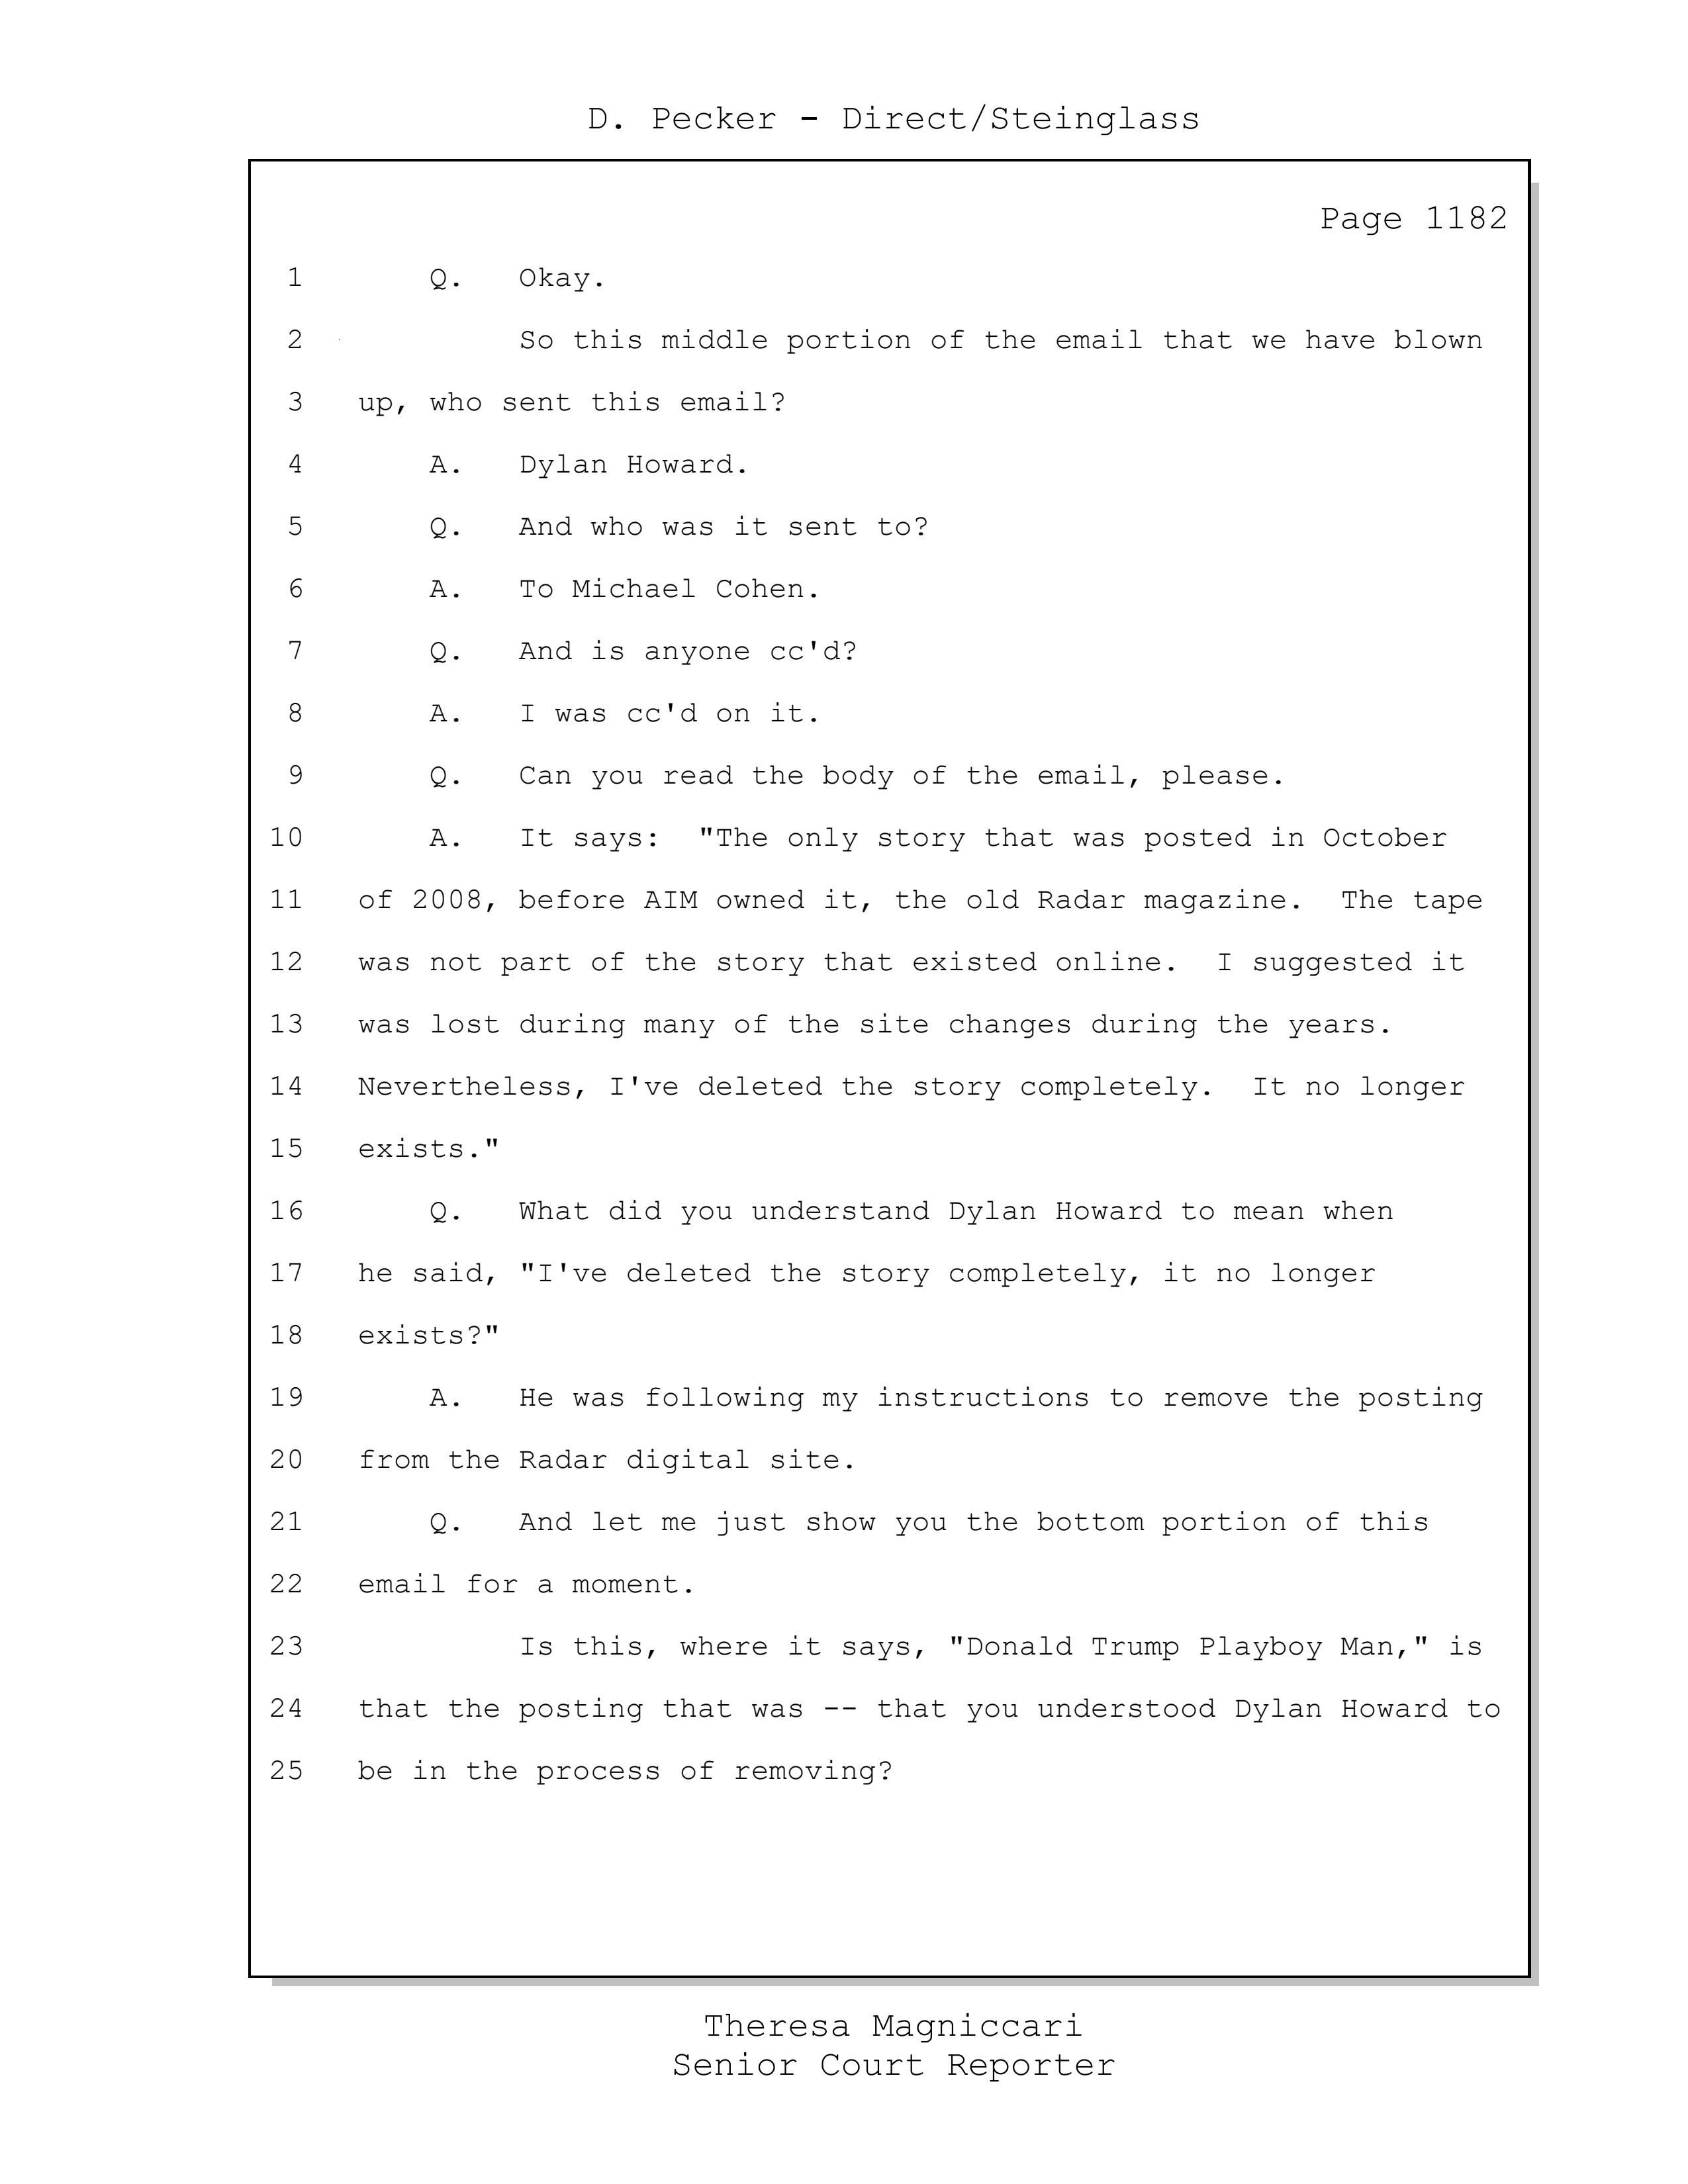 D. Pecker - Direct/Steinglass
Page 1182
1 Q. Okay.
2 So this middle portion of the email that we have blown
3 up, who sent this email?
4 A. Dylan Howard.
5 Q. And who was it sent to?
6 A. To Michael Cohen.
7 Q. And is anyone cc'd?
8 A. I was cc'd on it.
9 Q. Can you read the body of the email, please.
10 A. It says: "The only story that was posted in October
11 of 2008, before AIM owned it, the old Radar magazine. The tape
12 was not part of the story that existed online. I suggested it
13 was lost during many of the site changes during the years.
14 Nevertheless, I've deleted the story completely. It no longer
15 exists."
16 Q. What did you understand Dylan Howard to mean when
17 he said, "I've deleted the story completely, it no longer
18 exists?"
19 A. He was following my instructions to remove the posting
20 from the Radar digital site.
21 Q. And let me just show you the bottom portion of this
22 email for a moment.
23 Is this, where it says, "Donald Trump Playboy Man," is
24 that the posting that was -- that you understood Dylan Howard to
25 be in the process of removing?
Theresa Magniccari
Senior Court Reporter